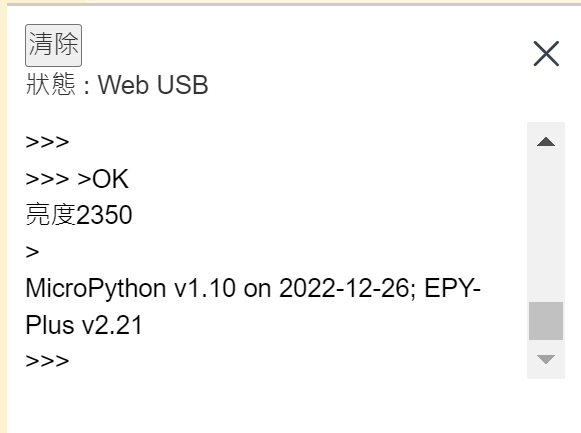 清除
狀態 : Web USB
>>>
>>> >OK
亮度2350
>
MicroPython v1.10 on 2022-12-26; EPY-
Plus v2.21
>>>